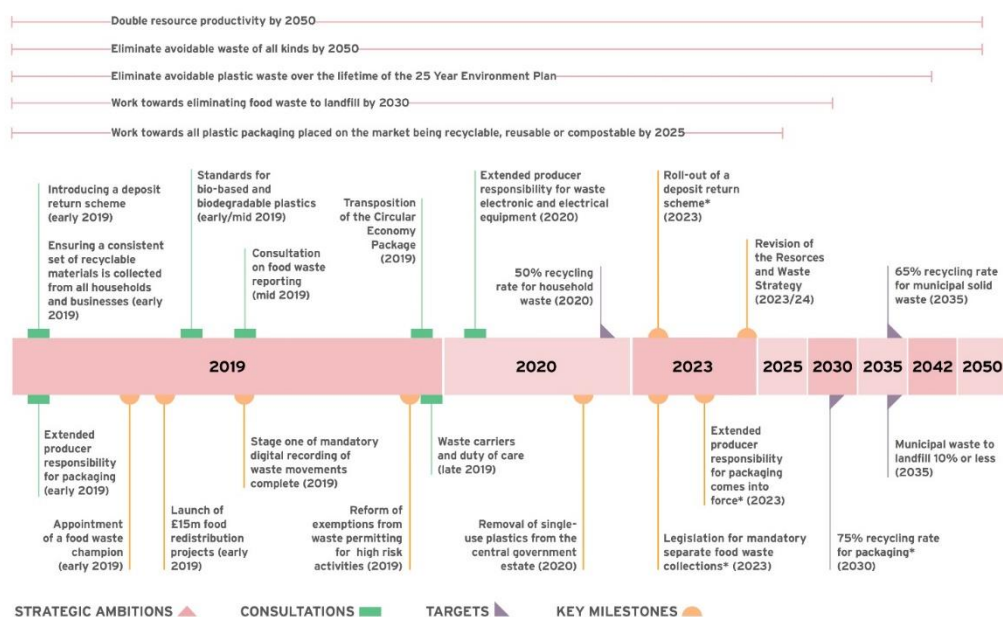 Double resource productivity by 2050
Eliminate avoidable waste of all kinds by 2050
Eliminate avoidable plastic waste over the lifetime of the 25 Year Environment Plan
Work towards eliminating food waste to landfill by 2030
Work towards all plastic packaging placed on the market being recyclable, reusable or compostable by 2025
Introducing a deposit
return scheme
(early 2019)
Ensuring a consistent
set of recyclable
materials is collected
from all households
and businesses (early
2019)
Standards for
bio-based and
biodegradable plastics
(early/mid 2019)
Consultation
on food waste
reporting
(mid 2019)
Transposition
of the Circular
Economy
Package
(2019)
Extended producer
responsibility for waste
electronic and electrical
equipment (2020)
50% recycling
rate for household
waste (2020)
Roll-out of a
deposit return
scheme*
(2023)
Revision of
the Resorces
and Waste
Strategy
(2023/24)
65% recycling rate
for municipal solid
waste (2035)
2019
2020
2023
2025
2030
2035
2042
2050
Extended
producer
responsibility
for packaging
(early 2019)
Appointment
of a food waste
champion
(early 2019)
Launch of
£15m food
redistribution
projects (early
2019)
Stage one of mandatory
digital recording of
waste movements
complete (2019)
Reform of
exemptions from
waste permitting
for high risk
activities (2019)
Waste carriers
and duty of care
(late 2019)
Removal of single-
use plastics from the
central government
estate (2020)
Extended
producer
responsibility
for packaging
comes into
force* (2023)
Legislation for mandatory
separate food waste
collections* (2023)
75% recycling rate
for packaging*
(2030)
Municipal waste to
landfill 10% or less
(2035)
STRATEGIC AMBITIONS
CONSULTATIONS
TARGETS
KEY MILESTONES